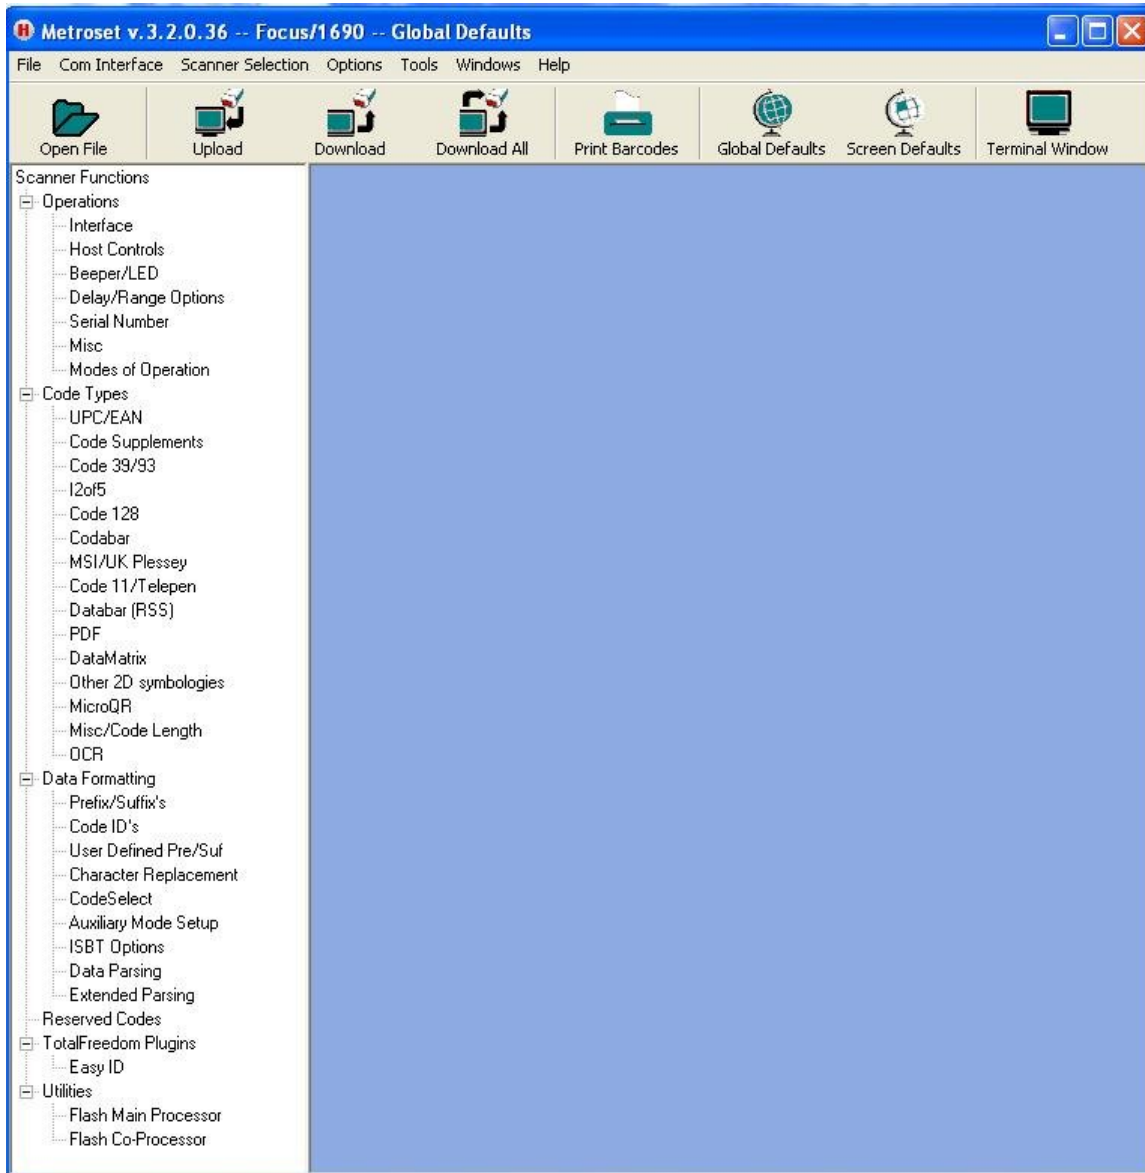 Metroset v.3.2.0.36 -- Focus/1690 -- Global Defaults
File Com Interface Scanner Selection Options Tools Windows Help
Open File Upload Download Download All Print Barcodes Global Defaults Screen Defaults Terminal Window
Scanner Functions
Operations
Interface
Host Controls
Beeper/LED
Delay/Range Options
Serial Number
Misc
Modes of Operation
Code Types
UPC/EAN
Code Supplements
Code 39/93
I2of5
Code 128
Codabar
MSI/UK Plessey
Code 11/Telepen
Databar (RSS)
PDF
DataMatrix
Other 2D symbologies
MicroQR
Misc/Code Length
OCR
Data Formatting
Prefix/Suffix's
Code ID's
User Defined Pre/Suf
Character Replacement
CodeSelect
Auxiliary Mode Setup
ISBT Options
Data Parsing
Extended Parsing
Reserved Codes
TotalFreedom Plugins
Easy ID
Utilities
Flash Main Processor
Flash Co-Processor